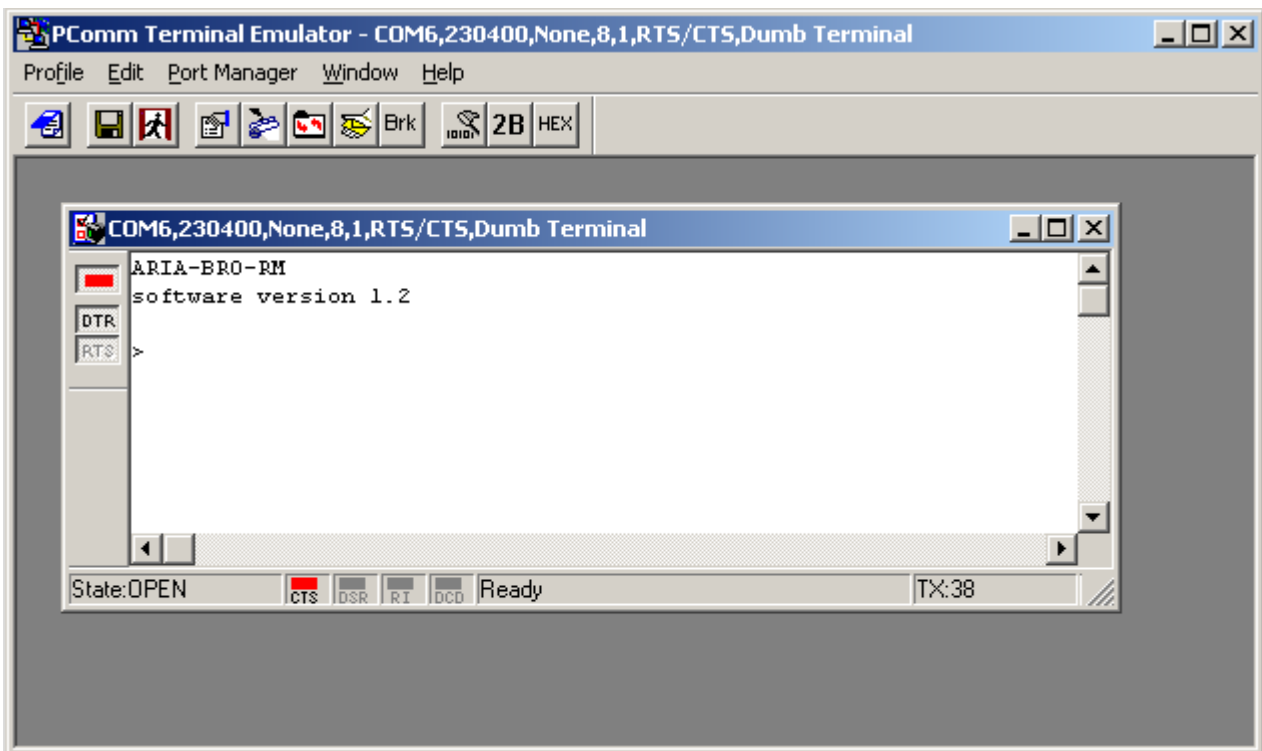 PComm Terminal Emulator - COM6,230400,None,8,1,RTS/CTS,Dumb Terminal
Profile Edit Port Manager Window Help
Brk 2B HEX
COM6,230400,None,8,1,RTS/CTS,Dumb Terminal
ARIA-BRO-RM
software version 1.2
DTR
RTS >
State:OPEN CTS DSR RI DCD Ready TX:38